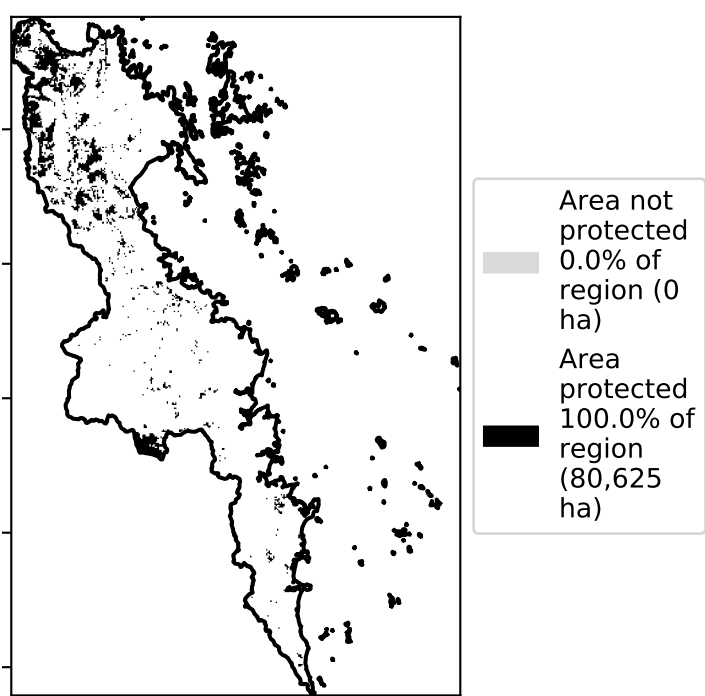 Area not
protected
0.0% of
region (0
ha)
Area
protected
100.0% of
region
(80,625
ha)